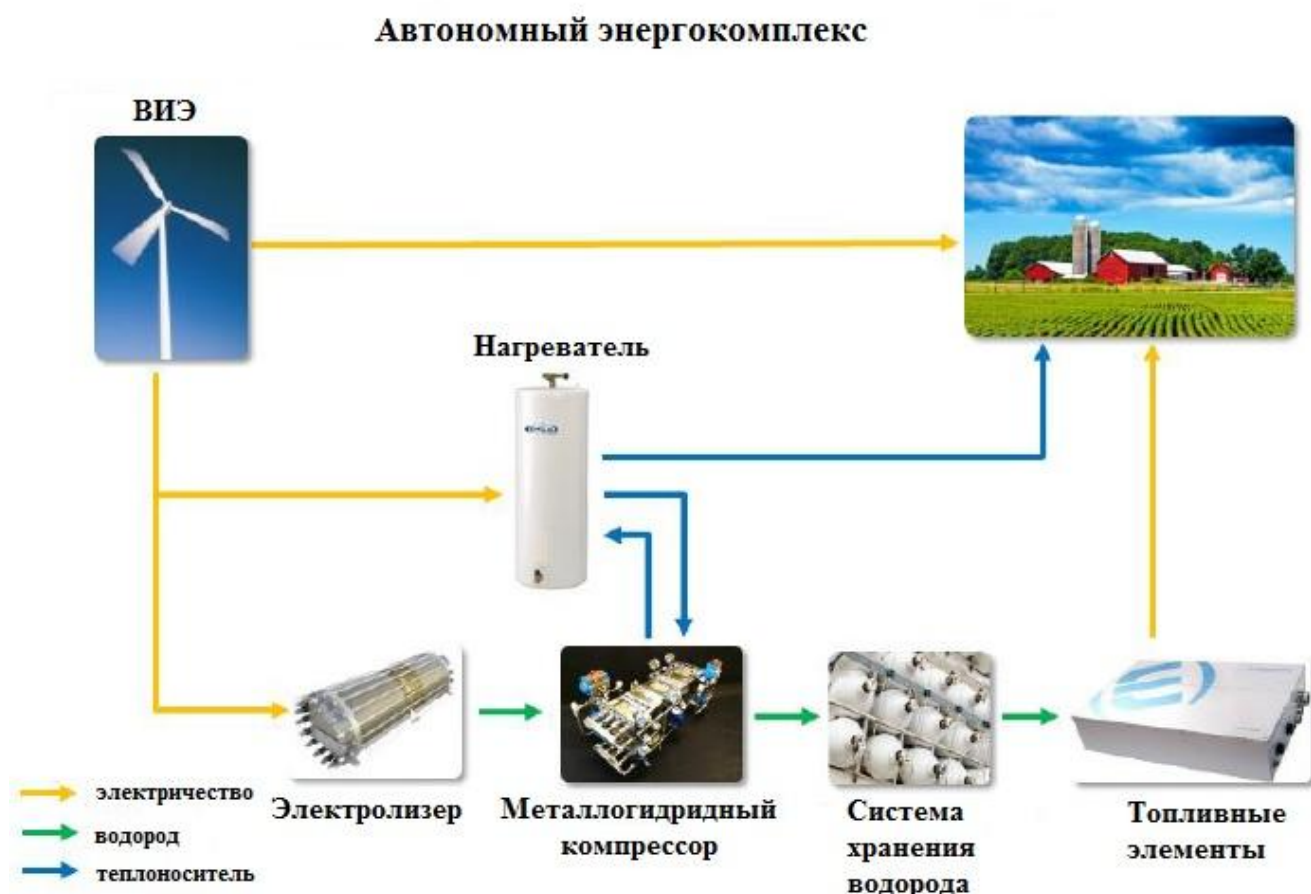 Автономный энергокомплекс
ВИЭ
Нагреватель
Электролизер
Металлогидридный
компрессор
Система
хранения
водорода
Топливные
элементы
электричество
водород
теплоноситель